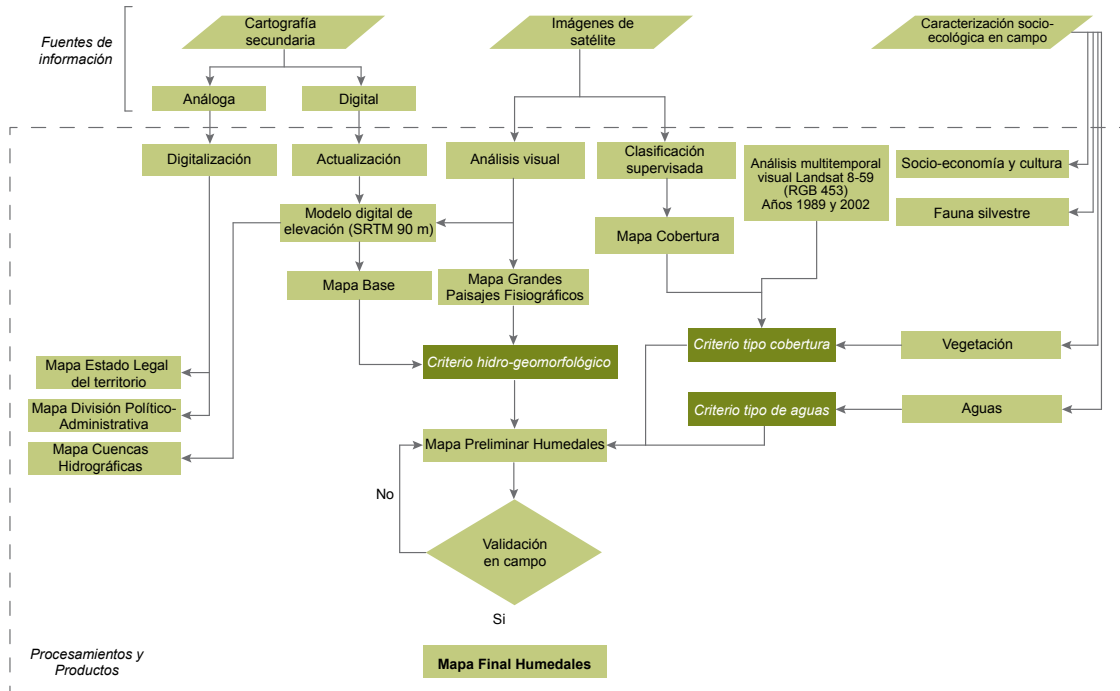 Fuentes de
información
Cartografía
secundaria
Imágenes de
satélite
Caracterización socio-
ecológica en campo
Análoga
Digital
Digitalización
Actualización
Análisis visual
Clasificación
supervisada
Análisis multitemporal
visual Landsat 8-59
(RGB 453)
Años 1989 y 2002
Socio-economía y cultura
Fauna silvestre
Modelo digital de
elevación (SRTM 90 m)
Mapa Cobertura
Mapa Base
Mapa Grandes
Paisajes Fisiográficos
Mapa Estado Legal
del territorio
Criterio hidro-geomorfológico
Criterio tipo cobertura
Vegetación
Mapa División Político-
Administrativa
Criterio tipo de aguas
Aguas
Mapa Cuencas
Hidrográficas
Mapa Preliminar Humedales
No
Validación
en campo
Si
Procesamientos y
Productos
Mapa Final Humedales